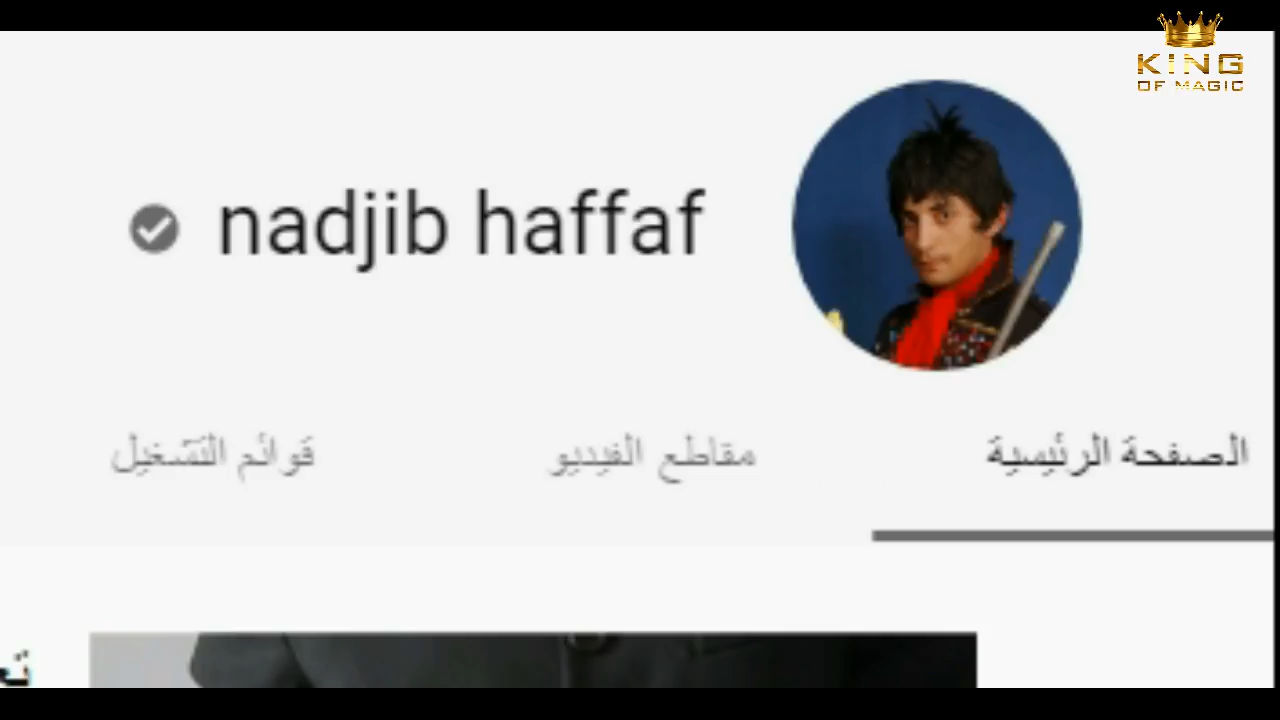 KING
OF MAGIC
nadjib haffaf
الصفحة الرئيسية
مقاطع الفيديو
قوائم التشغيل